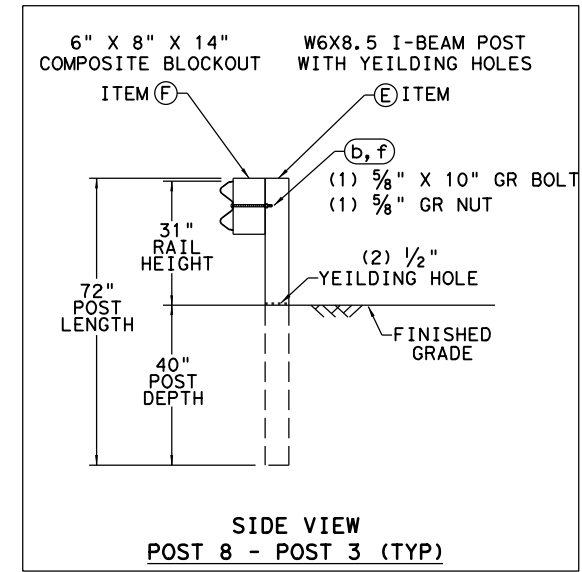 6" X 8" X 14"
COMPOSITE BLOCKOUT
ITEM F
W6X8.5 I-BEAM POST
WITH YEILDING HOLES
E ITEM
b, f
(1) 5/8" X 10" GR BOLT
(1) 5/8" GR NUT
31"
RAIL
HEIGHT
(2) 1/2"
YEILDING HOLE
72"
POST
LENGTH
FINISHED
GRADE
40"
POST
DEPTH
SIDE VIEW
POST 8 - POST 3 (TYP)